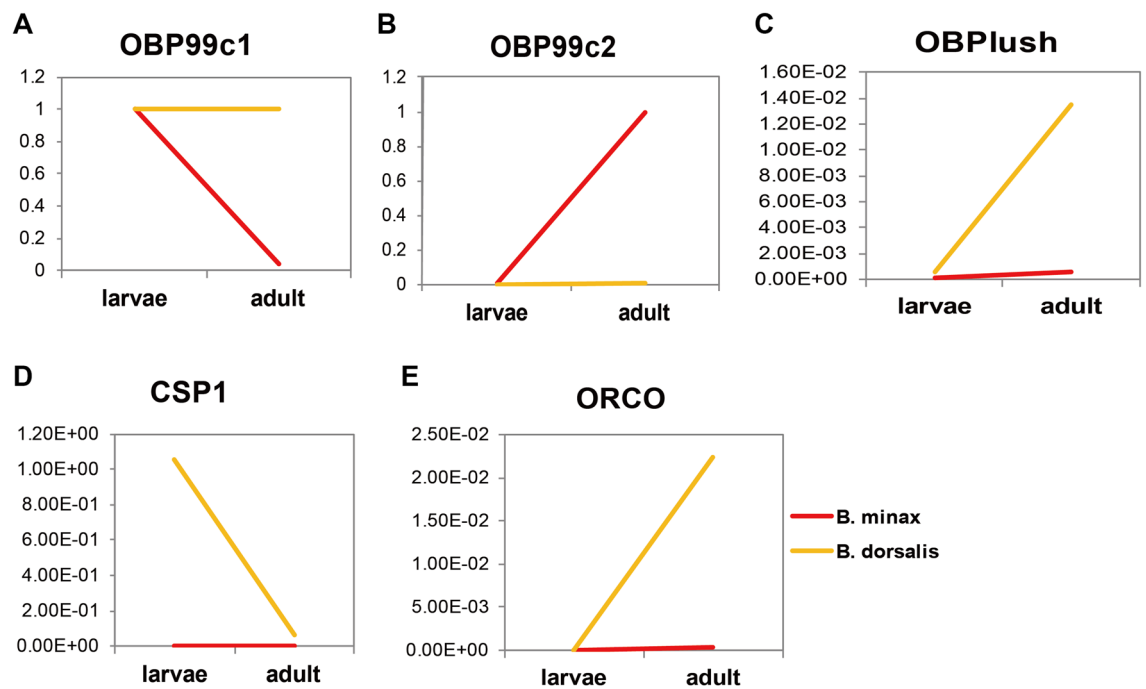 A
OBP99c1
1.2
1
0.8
0.6
0.4
0.2
0
larvae adult
B
OBP99c2
1.2
1
0.8
0.6
0.4
0.2
0
larvae adult
C
OBPlush
1.60E-02
1.40E-02
1.20E-02
1.00E-02
8.00E-03
6.00E-03
4.00E-03
2.00E-03
0.00E+00
larvae adult
D
CSP1
1.20E+00
1.00E+00
8.00E-01
6.00E-01
4.00E-01
2.00E-01
0.00E+00
larvae adult
E
ORCO
2.50E-02
2.00E-02
1.50E-02
1.00E-02
5.00E-03
0.00E+00
larvae adult
B. minax
B. dorsalis